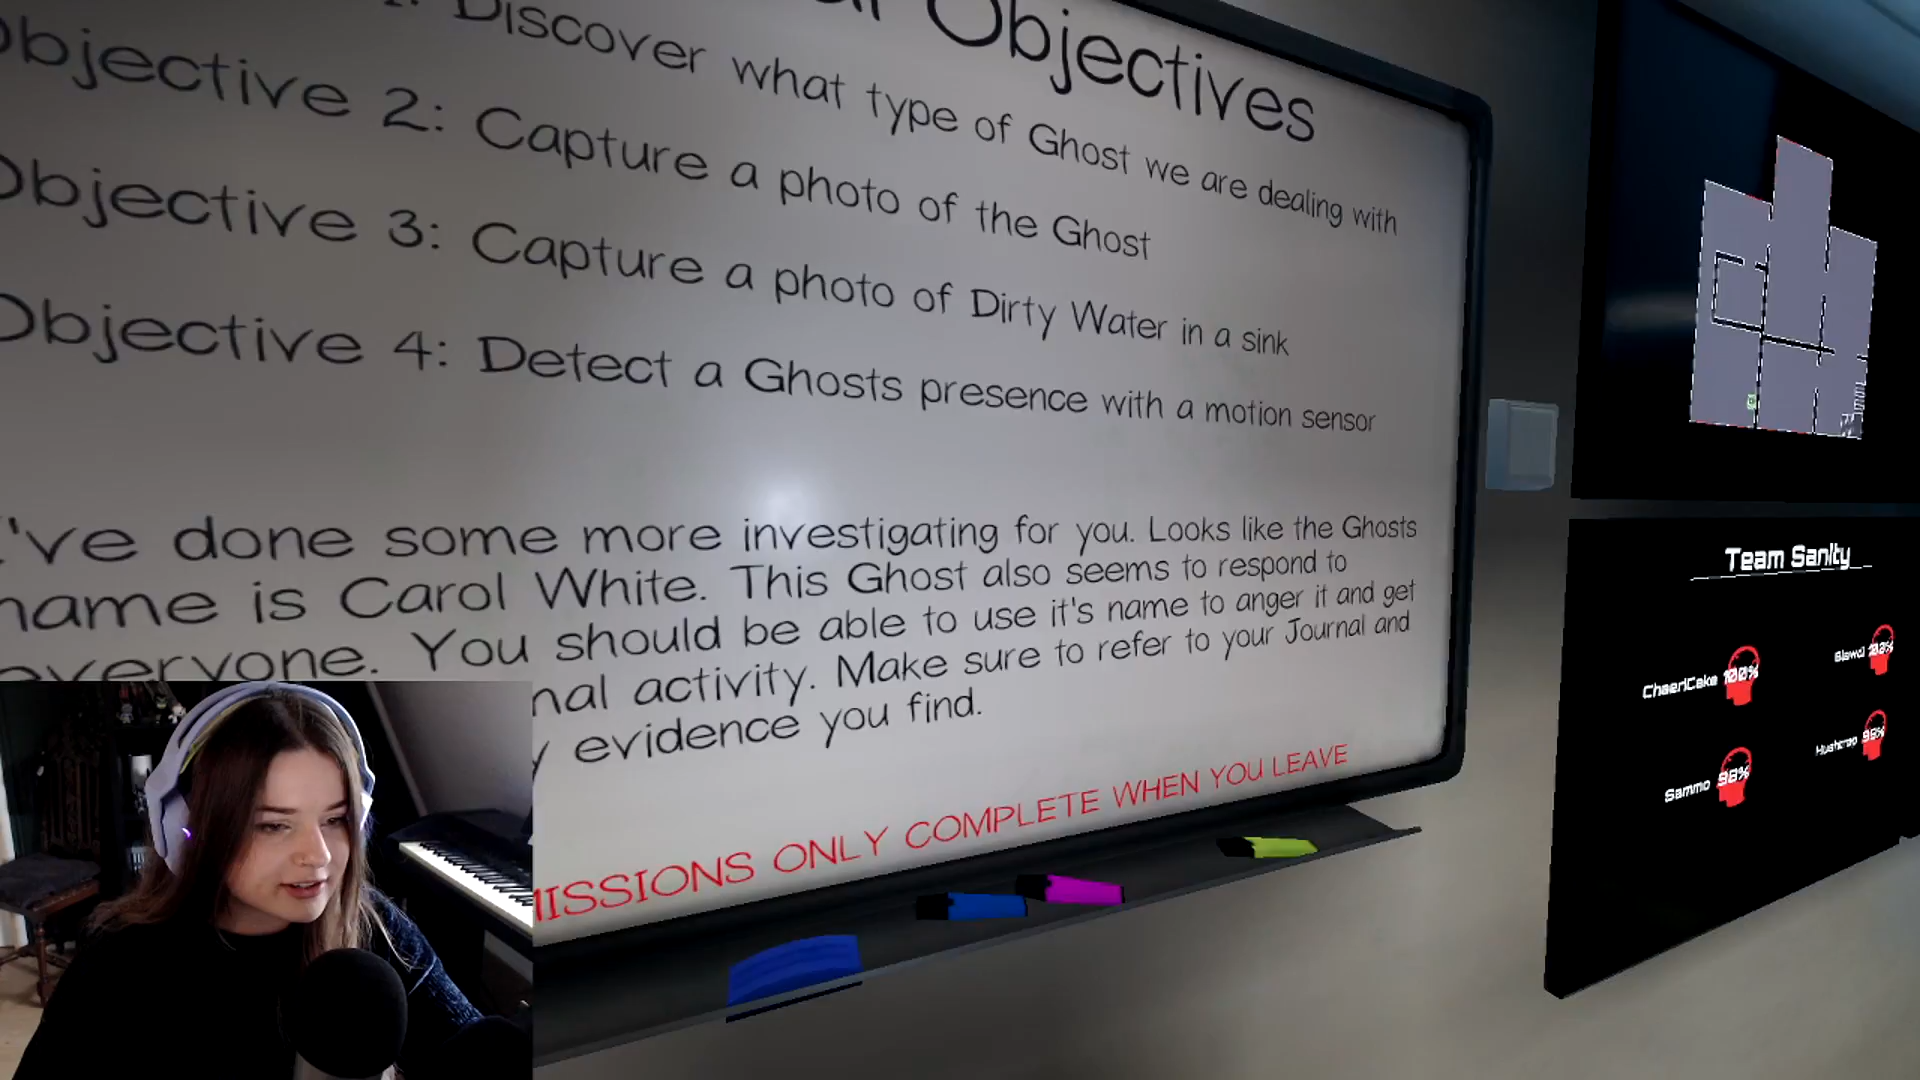 Objectives
1: Discover what type of Ghost we are dealing with
Objective 2: Capture a photo of the Ghost
Objective 3: Capture a photo of Dirty Water in a sink
Objective 4: Detect a Ghosts presence with a motion sensor
I've done some more investigating for you. Looks like the Ghosts
name is Carol White. This Ghost also seems to respond to
everyone. You should be able to use it's name to anger it and get
activity. Make sure to refer to your Journal and
evidence you find.
MISSIONS ONLY COMPLETE WHEN YOU LEAVE
Team Sanity
100%
Sammo 98%